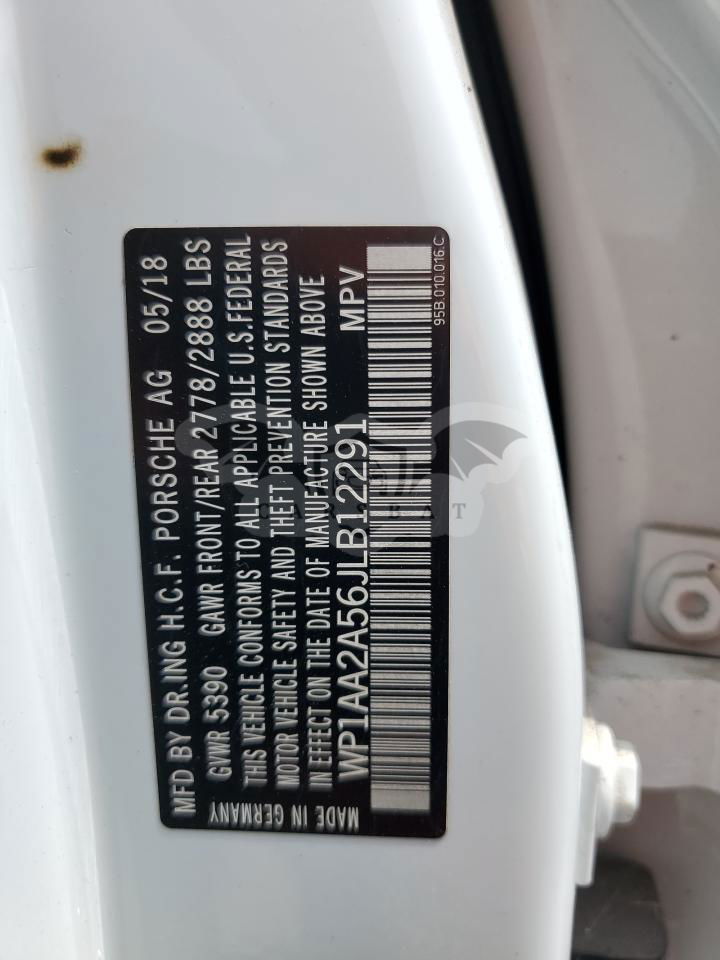 MFD BY DR.ING H.C.F. PORSCHE AG 05/18
GVWR 5390 GAWR FRONT/REAR 2778/2888 LBS
THIS VEHICLE CONFORMS TO ALL APPLICABLE U.S.FEDERAL
MOTOR VEHICLE SAFETY AND THEFT PREVENTION STANDARDS
IN EFFECT ON THE DATE OF MANUFACTURE SHOWN ABOVE
WP1AA2A56JLB12291 MPV
MADE IN GERMANY
95B.010.016.C
CARSBAT